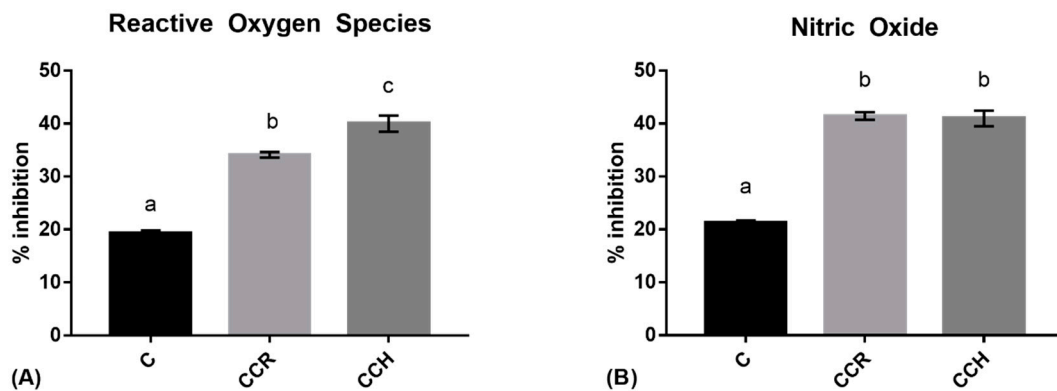 Reactive Oxygen Species
% inhibition
50
40
30
20
10
0
a
b
c
C
CCR
CCH
(A)
Nitric Oxide
% inhibition
50
40
30
20
10
0
a
b
b
C
CCR
CCH
(B)